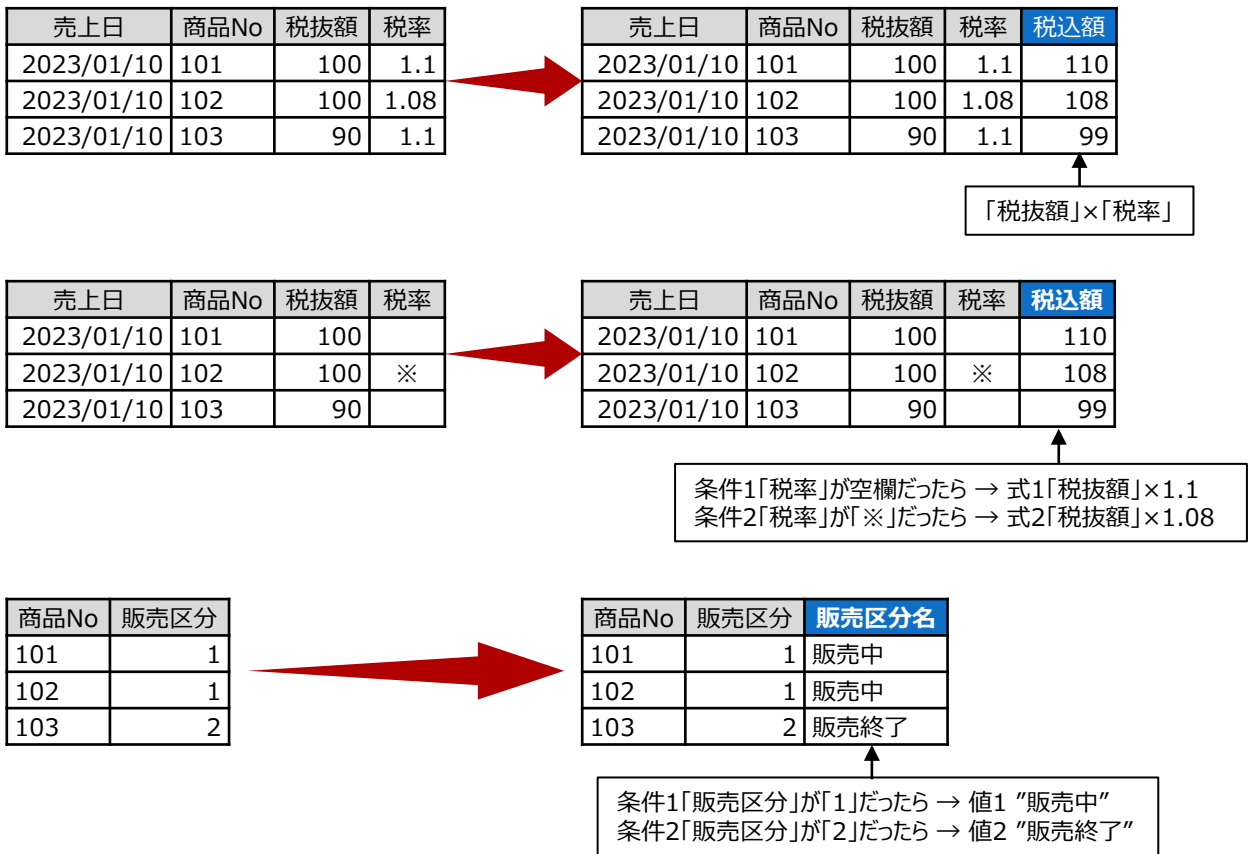 売上日 商品No 税抜額 税率
2023/01/10 101 100 1.1
2023/01/10 102 100 1.08
2023/01/10 103 90 1.1
売上日 商品No 税抜額 税率 税込額
2023/01/10 101 100 1.1 110
2023/01/10 102 100 1.08 108
2023/01/10 103 90 1.1 99
「税抜額」×「税率」
売上日 商品No 税抜額 税率
2023/01/10 101 100
2023/01/10 102 100 ※
2023/01/10 103 90
売上日 商品No 税抜額 税率 税込額
2023/01/10 101 100 110
2023/01/10 102 100 ※ 108
2023/01/10 103 90 99
条件1「税率」が空欄だったら → 式1「税抜額」×1.1
条件2「税率」が「※」だったら → 式2「税抜額」×1.08
商品No 販売区分
101 1
102 1
103 2
商品No 販売区分 販売区分名
101 1 販売中
102 1 販売中
103 2 販売終了
条件1「販売区分」が「1」だったら → 値1 ”販売中”
条件2「販売区分」が「2」だったら → 値2 ”販売終了”